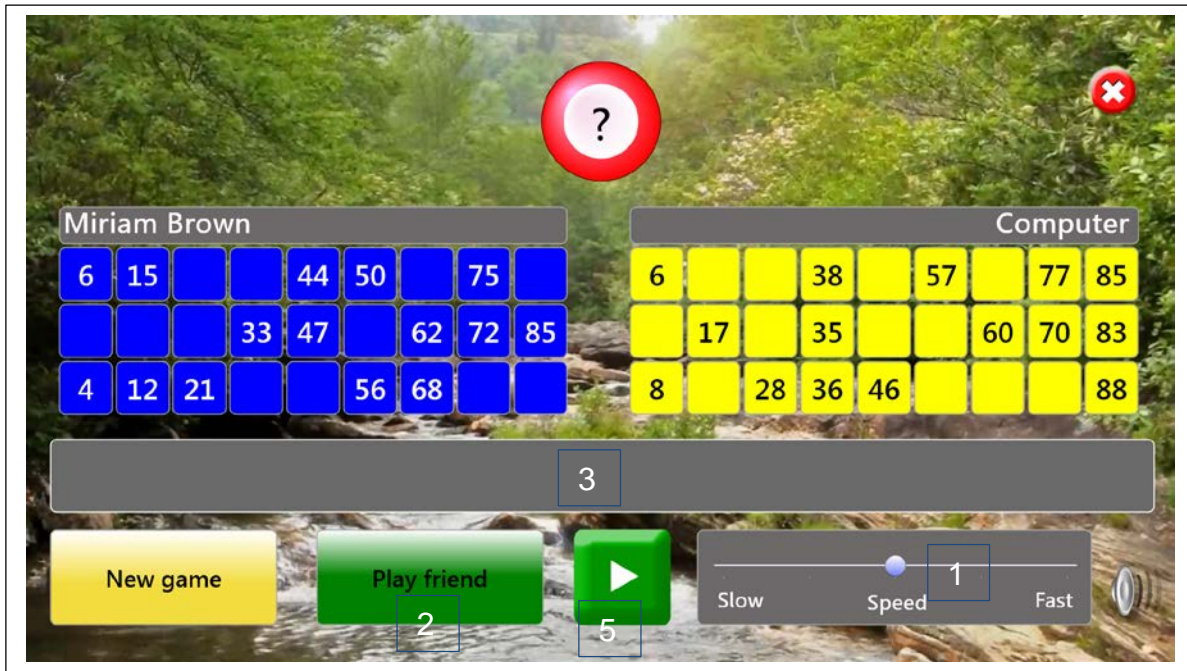 ?
Miriam Brown
Computer
6 15 44 50 75
6 38 57 77 85
33 47 62 72 85
17 35 60 70 83
4 12 21 56 68
8 28 36 46 88
3
New game
Play friend
2
5
1
Slow Speed Fast